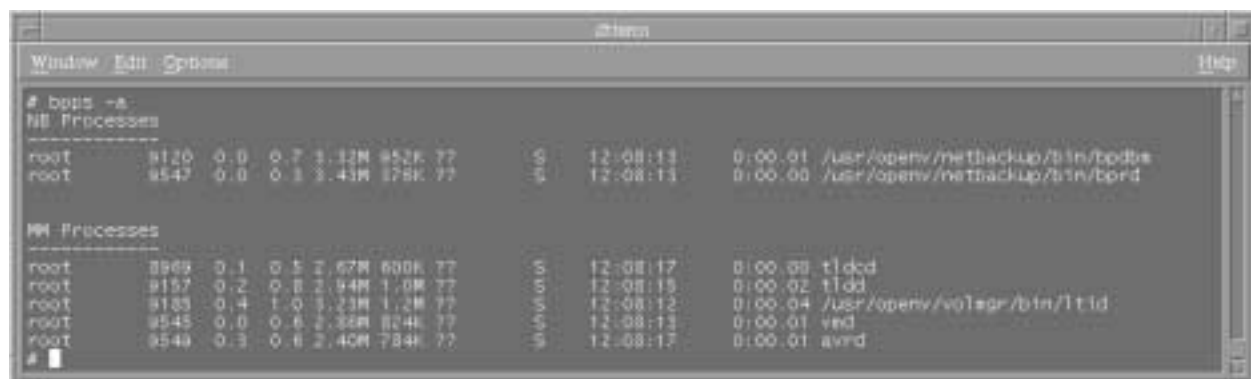 dtterm
Window Edit Options Help
# bpps -a
NB Processes
------------
root 9120 0.0 0.7 3.32M 952K ?? S 12:08:13 0:00.01 /usr/openv/netbackup/bin/bpdbm
root 9547 0.0 0.3 3.43M 376K ?? S 12:08:13 0:00.00 /usr/openv/netbackup/bin/bprd
MM Processes
------------
root 8969 0.1 0.5 2.67M 600K ?? S 12:08:17 0:00.00 tldcd
root 9157 0.2 0.8 2.94M 1.0M ?? S 12:08:15 0:00.02 tldd
root 9185 0.4 1.0 3.23M 1.2M ?? S 12:08:12 0:00.04 /usr/openv/volmgr/bin/ltid
root 9545 0.0 0.6 824K ?? S 12:08:13 0:00.01 vmd
root 9549 0.3 0.6 2.40M 784K ?? S 12:08:17 0:00.01 avrd
#